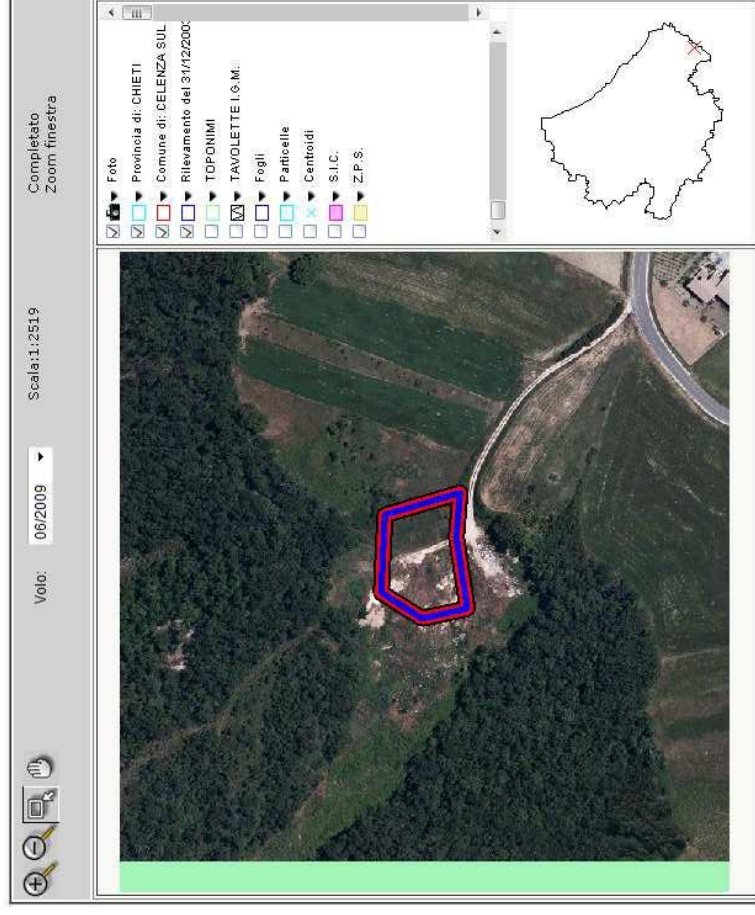 Volo: 06/2009 Scala:1:2519 Completato
Zoom finestra
Foto
Provincia di: CHIETI
Comune di: CELENZA SUL
Rilevamento del 31/12/2003
TOPONIMI
TAVOLETTE I.G.M.
Fogli
Particelle
Centroidi
S.I.C.
Z.P.S.